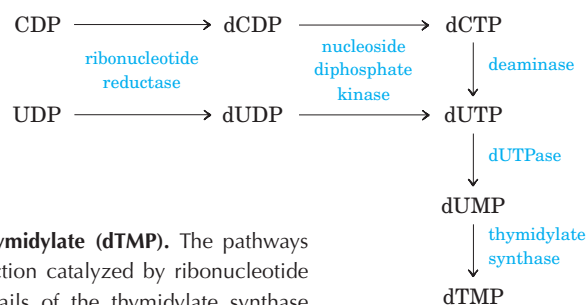 CDP dCDP dCTP
ribonucleotide
reductase
nucleoside
diphosphate
kinase
deaminase
UDP dUDP dUTP
dUTPase
dUMP
thymidylate
synthase
dTMP
ymidylate (dTMP). The pathways
ction catalyzed by ribonucleotide
ails of the thymidylate synthase